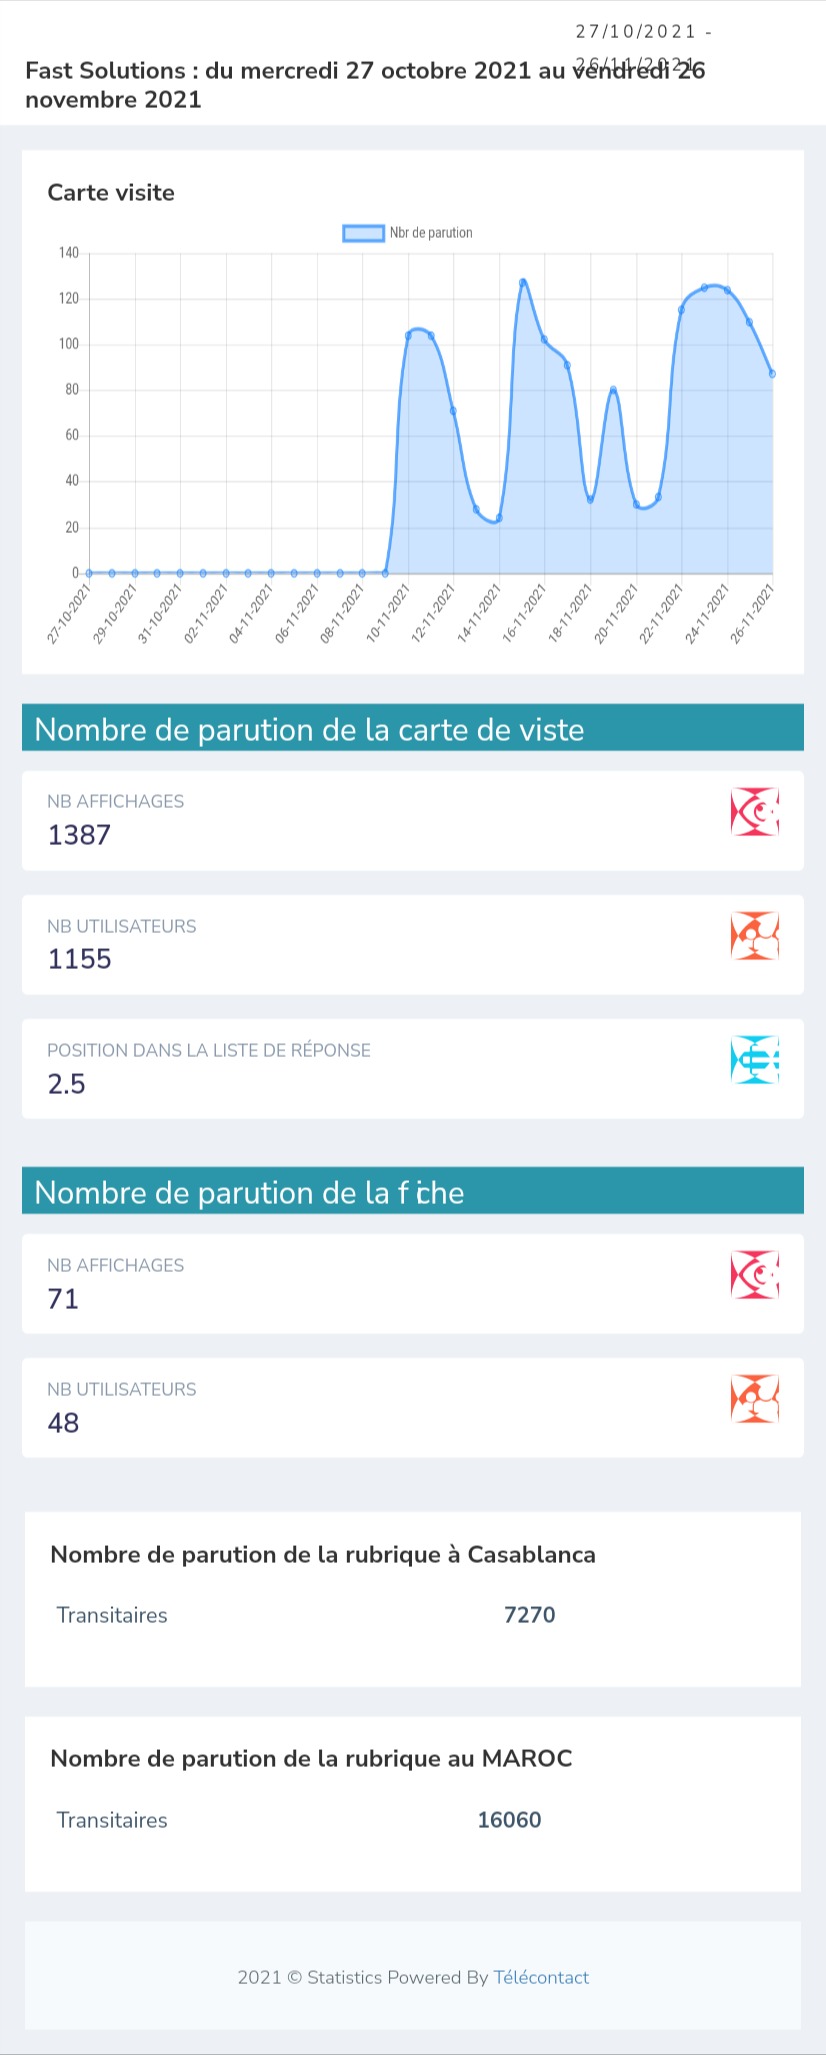 27/10/2021 -
26/11/2021
Fast Solutions : du mercredi 27 octobre 2021 au vendredi 26
novembre 2021
Carte visite
Nbr de parution
140
120
100
80
60
40
20
0
27-10-2021
29-10-2021
31-10-2021
02-11-2021
04-11-2021
06-11-2021
08-11-2021
10-11-2021
12-11-2021
14-11-2021
16-11-2021
18-11-2021
20-11-2021
22-11-2021
24-11-2021
26-11-2021
Nombre de parution de la carte de viste
NB AFFICHAGES
1387
NB UTILISATEURS
1155
POSITION DANS LA LISTE DE RÉPONSE
2.5
Nombre de parution de la fiche
NB AFFICHAGES
71
NB UTILISATEURS
48
Nombre de parution de la rubrique à Casablanca
Transitaires 7270
Nombre de parution de la rubrique au MAROC
Transitaires 16060
2021 © Statistics Powered By Télécontact